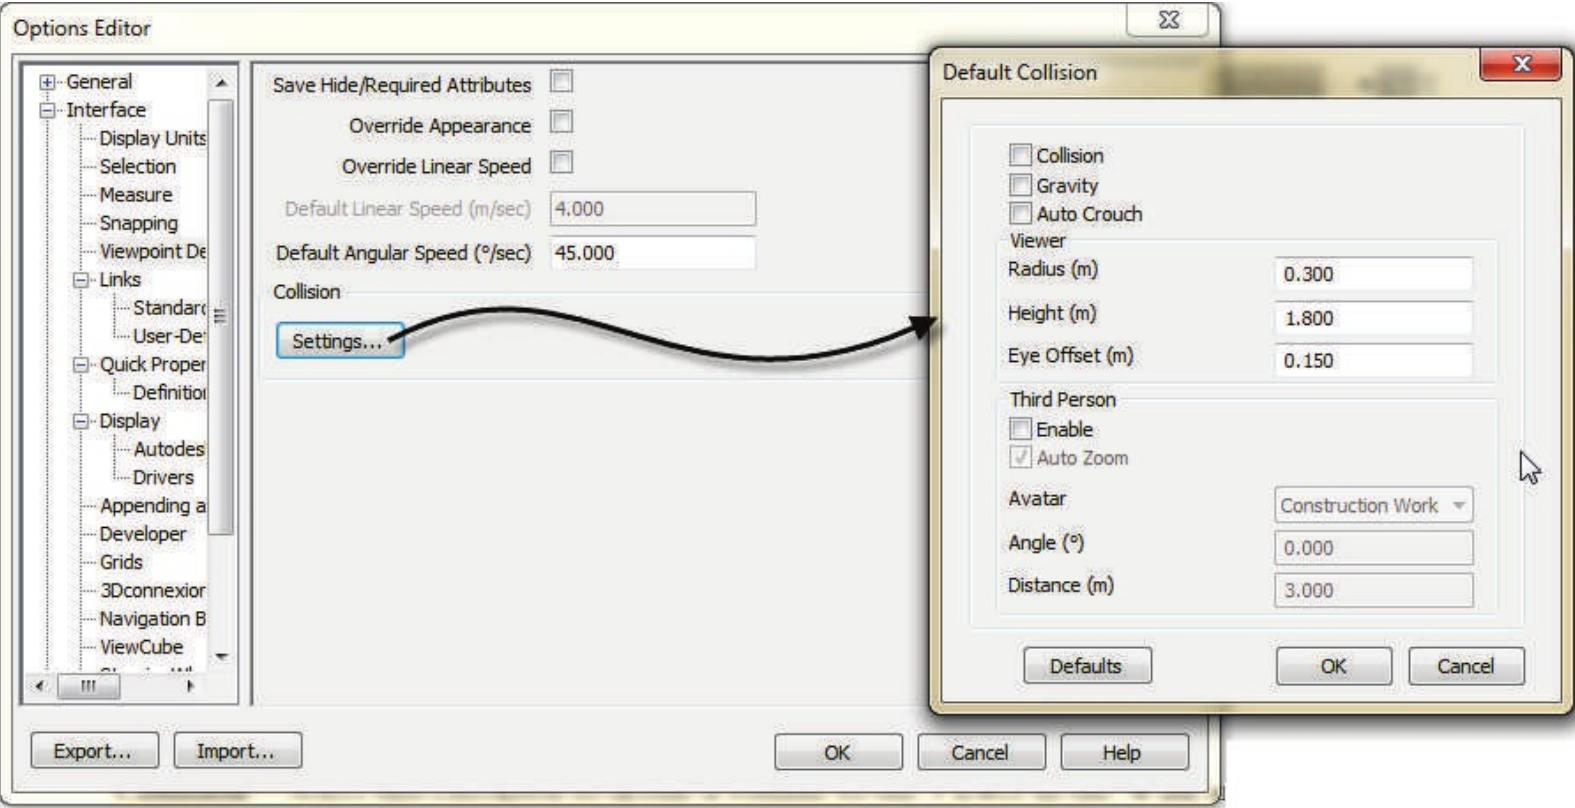 Options Editor
General
Interface
Display Units
Selection
Measure
Snapping
Viewpoint De
Links
Standard
User-De
Quick Proper
Definition
Display
Autodes
Drivers
Appending a
Developer
Grids
3Dconnexion
Navigation B
ViewCube
Save Hide/Required Attributes
Override Appearance
Override Linear Speed
Default Linear Speed (m/sec) 4.000
Default Angular Speed (°/sec) 45.000
Collision
Settings...
Export... Import... OK Cancel Help
Default Collision
Collision
Gravity
Auto Crouch
Viewer
Radius (m) 0.300
Height (m) 1.800
Eye Offset (m) 0.150
Third Person
Enable
Auto Zoom
Avatar Construction Work
Angle (°) 0.000
Distance (m) 3.000
Defaults OK Cancel